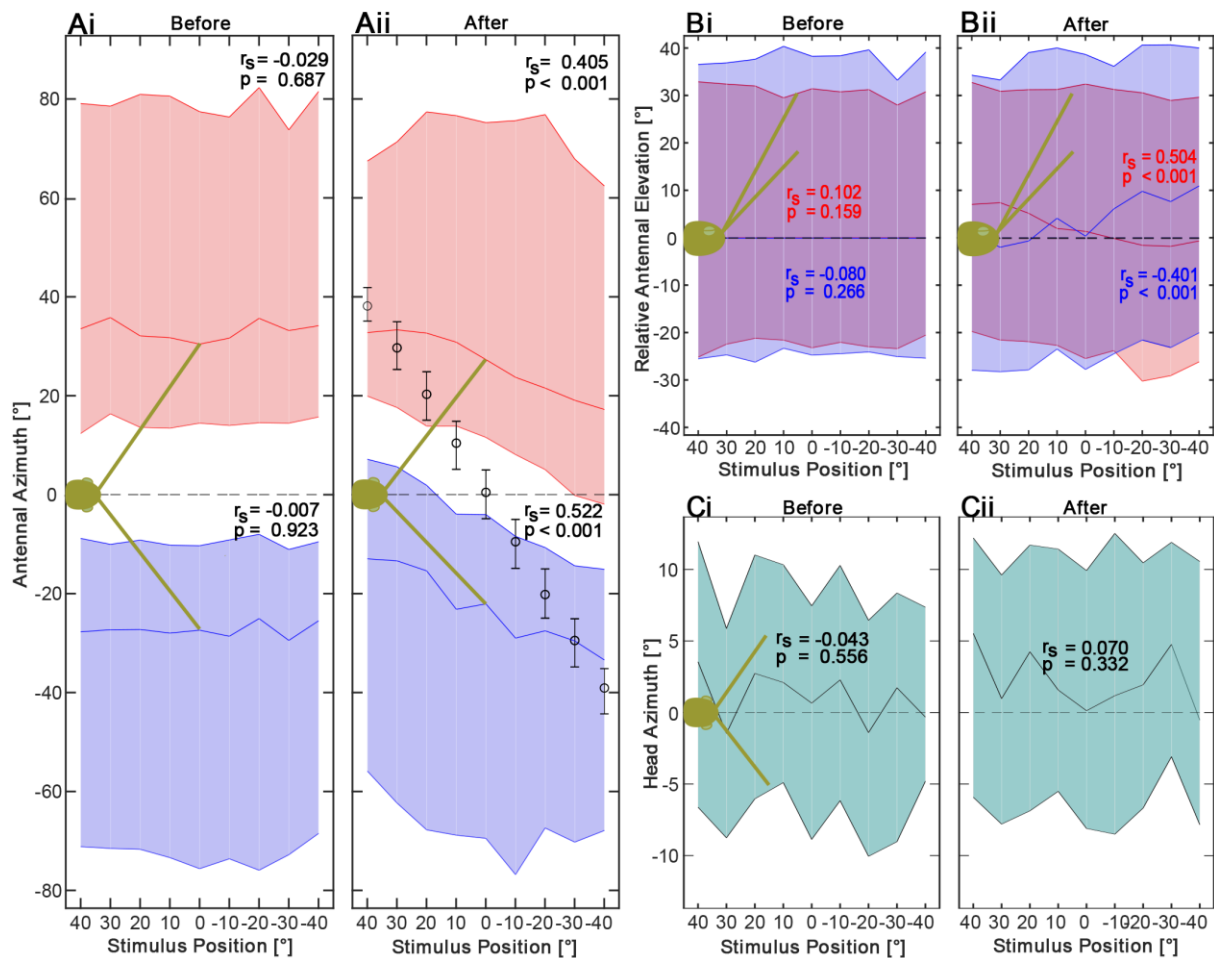 Ai
Before
Aii
After
Bi
Before
Bii
After
rs = -0.029
p = 0.687
rs = 0.405
p < 0.001
80
60
40
20
0
-20
-40
-60
-80
Antennal Azimuth [°]
rs = -0.007
p = 0.923
rs = 0.522
p < 0.001
40 30 20 10 0 -10 -20 -30 -40
Stimulus Position [°]
40 30 20 10 0 -10 -20 -30 -40
Stimulus Position [°]
40
30
20
10
0
-10
-20
-30
-40
Relative Antennal Elevation [°]
rs = 0.102
p = 0.159
rs = -0.080
p = 0.266
rs = 0.504
p < 0.001
rs = -0.401
p < 0.001
40 30 20 10 0 -10 -20 -30 -40
Stimulus Position [°]
40 30 20 10 0 -10 -20 -30 -40
Stimulus Position [°]
Ci
Before
Cii
After
10
5
0
-5
-10
Head Azimuth [°]
rs = -0.043
p = 0.556
rs = 0.070
p = 0.332
40 30 20 10 0 -10 -20 -30 -40
Stimulus Position [°]
40 30 20 10 0 -10 -20 -30 -40
Stimulus Position [°]